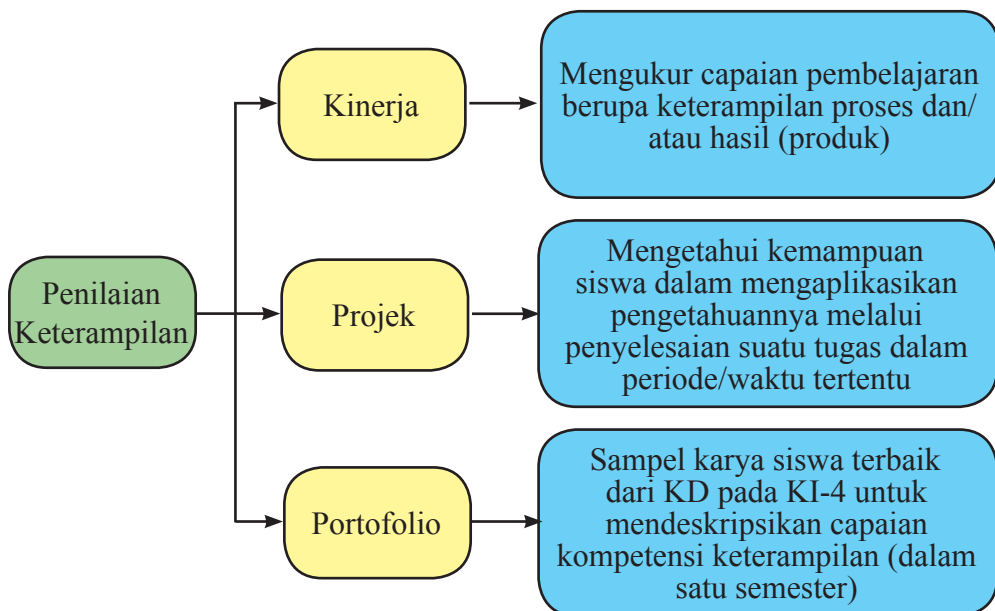 Penilaian
Keterampilan
Kinerja
Mengukur capaian pembelajaran
berupa keterampilan proses dan/
atau hasil (produk)
Projek
Mengetahui kemampuan
siswa dalam mengaplikasikan
pengetahuannya melalui
penyelesaian suatu tugas dalam
periode/waktu tertentu
Portofolio
Sampel karya siswa terbaik
dari KD pada KI-4 untuk
mendeskripsikan capaian
kompetensi keterampilan (dalam
satu semester)